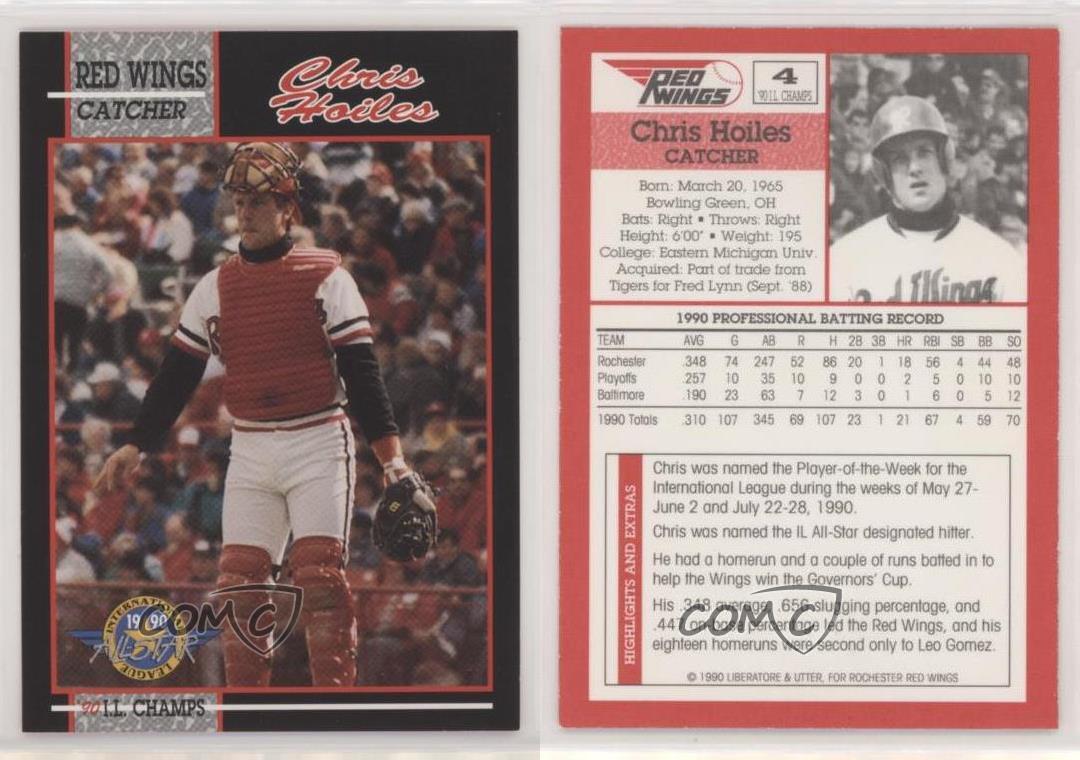 RED WINGS
CATCHER
Chris
Hoiles
INTERNATIONAL
1990
ALL STAR
LEAGUE
'90 I.L. CHAMPS
COMC
RED
WINGS
4
'90 I.L. CHAMPS
Chris Hoiles
CATCHER
Born: March 20, 1965
Bowling Green, OH
Bats: Right ▪ Throws: Right
Height: 6'00" ▪ Weight: 195
College: Eastern Michigan Univ.
Acquired: Part of trade from
Tigers for Fred Lynn (Sept. '88)
Red Wings
1990 PROFESSIONAL BATTING RECORD
TEAM AVG G AB R H 2B 3B HR RBI SB BB SO
Rochester .348 74 247 52 86 20 1 18 56 4 44 48
Playoffs .257 10 35 10 9 0 0 2 5 0 10 10
Baltimore .190 23 63 7 12 3 0 1 6 0 5 12
1990 Totals .310 107 345 69 107 23 1 21 67 4 59 70
HIGHLIGHTS AND EXTRAS
Chris was named the Player-of-the-Week for the
International League during the weeks of May 27-
June 2 and July 22-28, 1990.
Chris was named the IL All-Star designated hitter.
He had a homerun and a couple of runs batted in to
help the Wings win the Governors' Cup.
His .348 average, .656 slugging percentage, and
.447 on-base percentage led the Red Wings, and his
eighteen homeruns were second only to Leo Gomez.
© 1990 LIBERATORE & UTTER, FOR ROCHESTER RED WINGS
COMC